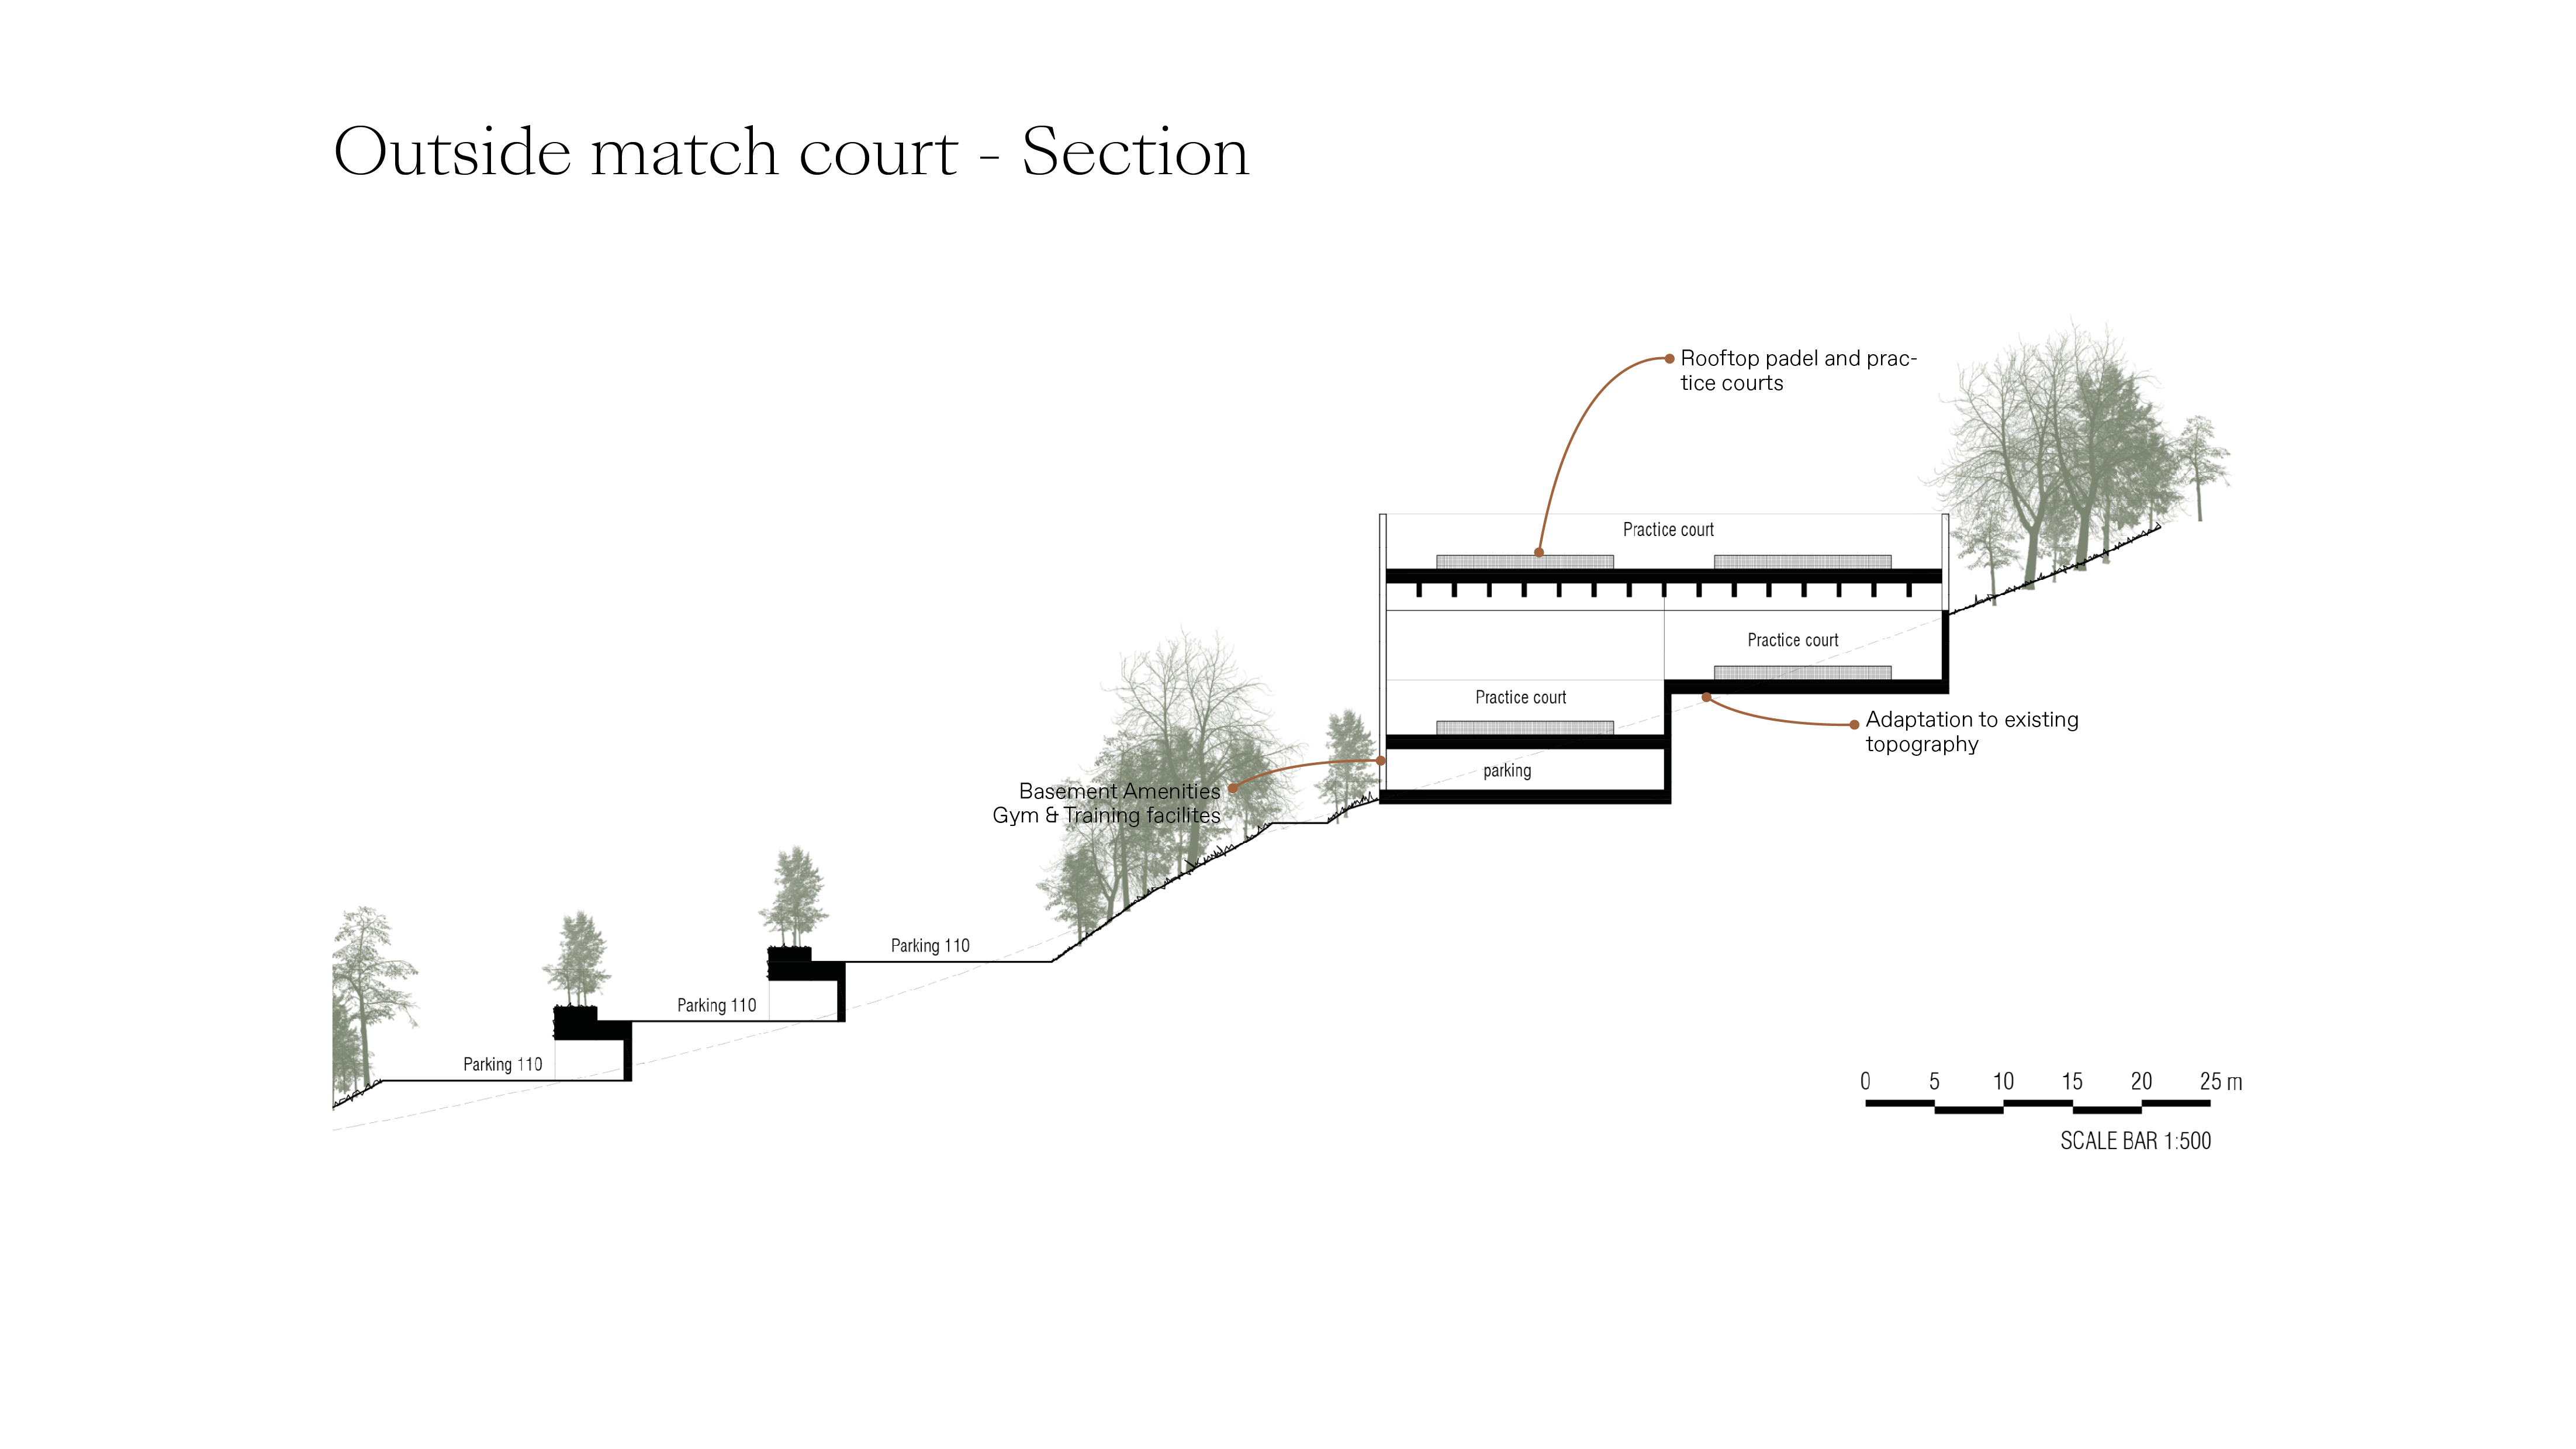 Outside match court - Section
Rooftop padel and prac-
tice courts
Practice court
Practice court
Practice court
Adaptation to existing
topography
parking
Basement Amenities
Gym & Training facilites
Parking 110
Parking 110
Parking 110
0 5 10 15 20 25 m
SCALE BAR 1:500